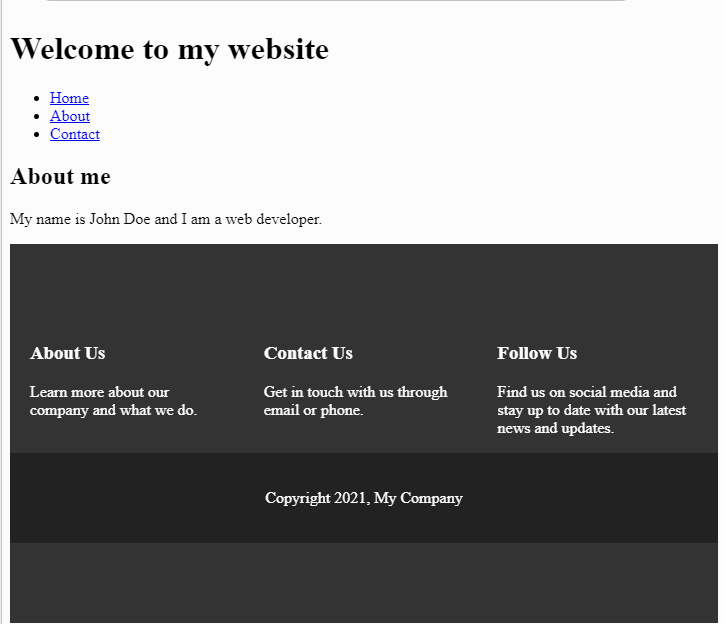 Welcome to my website
Home
About
Contact
About me
My name is John Doe and I am a web developer.
About Us
Learn more about our
company and what we do.
Contact Us
Get in touch with us through
email or phone.
Follow Us
Find us on social media and
stay up to date with our latest
news and updates.
Copyright 2021, My Company